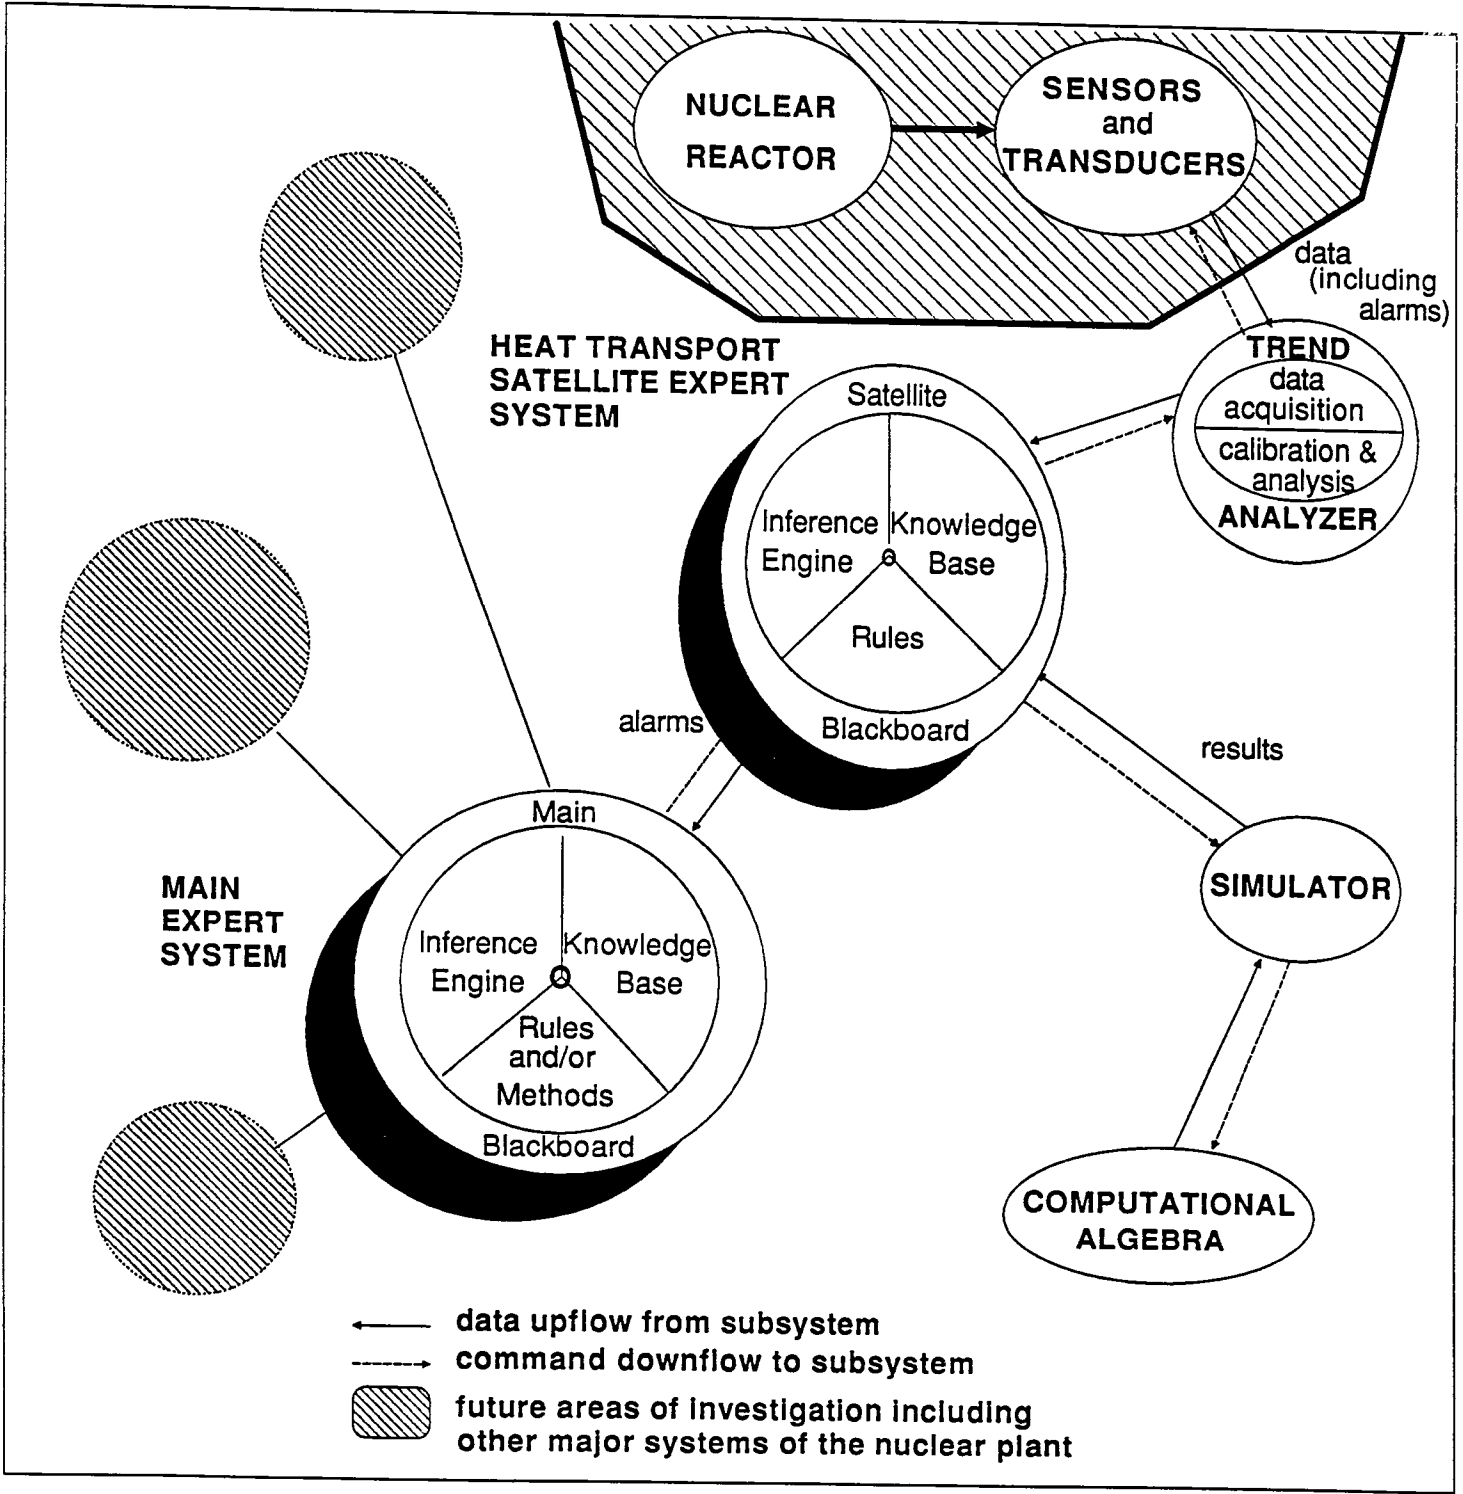 NUCLEAR
REACTOR
SENSORS
and
TRANSDUCERS
data
(including
alarms)
HEAT TRANSPORT
SATELLITE EXPERT
SYSTEM
TREND
data
acquisition
calibration &
analysis
ANALYZER
Satellite
Inference
Engine
Knowledge
Base
Rules
Blackboard
alarms
results
SIMULATOR
Main
MAIN
EXPERT
SYSTEM
Inference
Engine
Knowledge
Base
Rules
and/or
Methods
Blackboard
COMPUTATIONAL
ALGEBRA
data upflow from subsystem
command downflow to subsystem
future areas of investigation including
other major systems of the nuclear plant